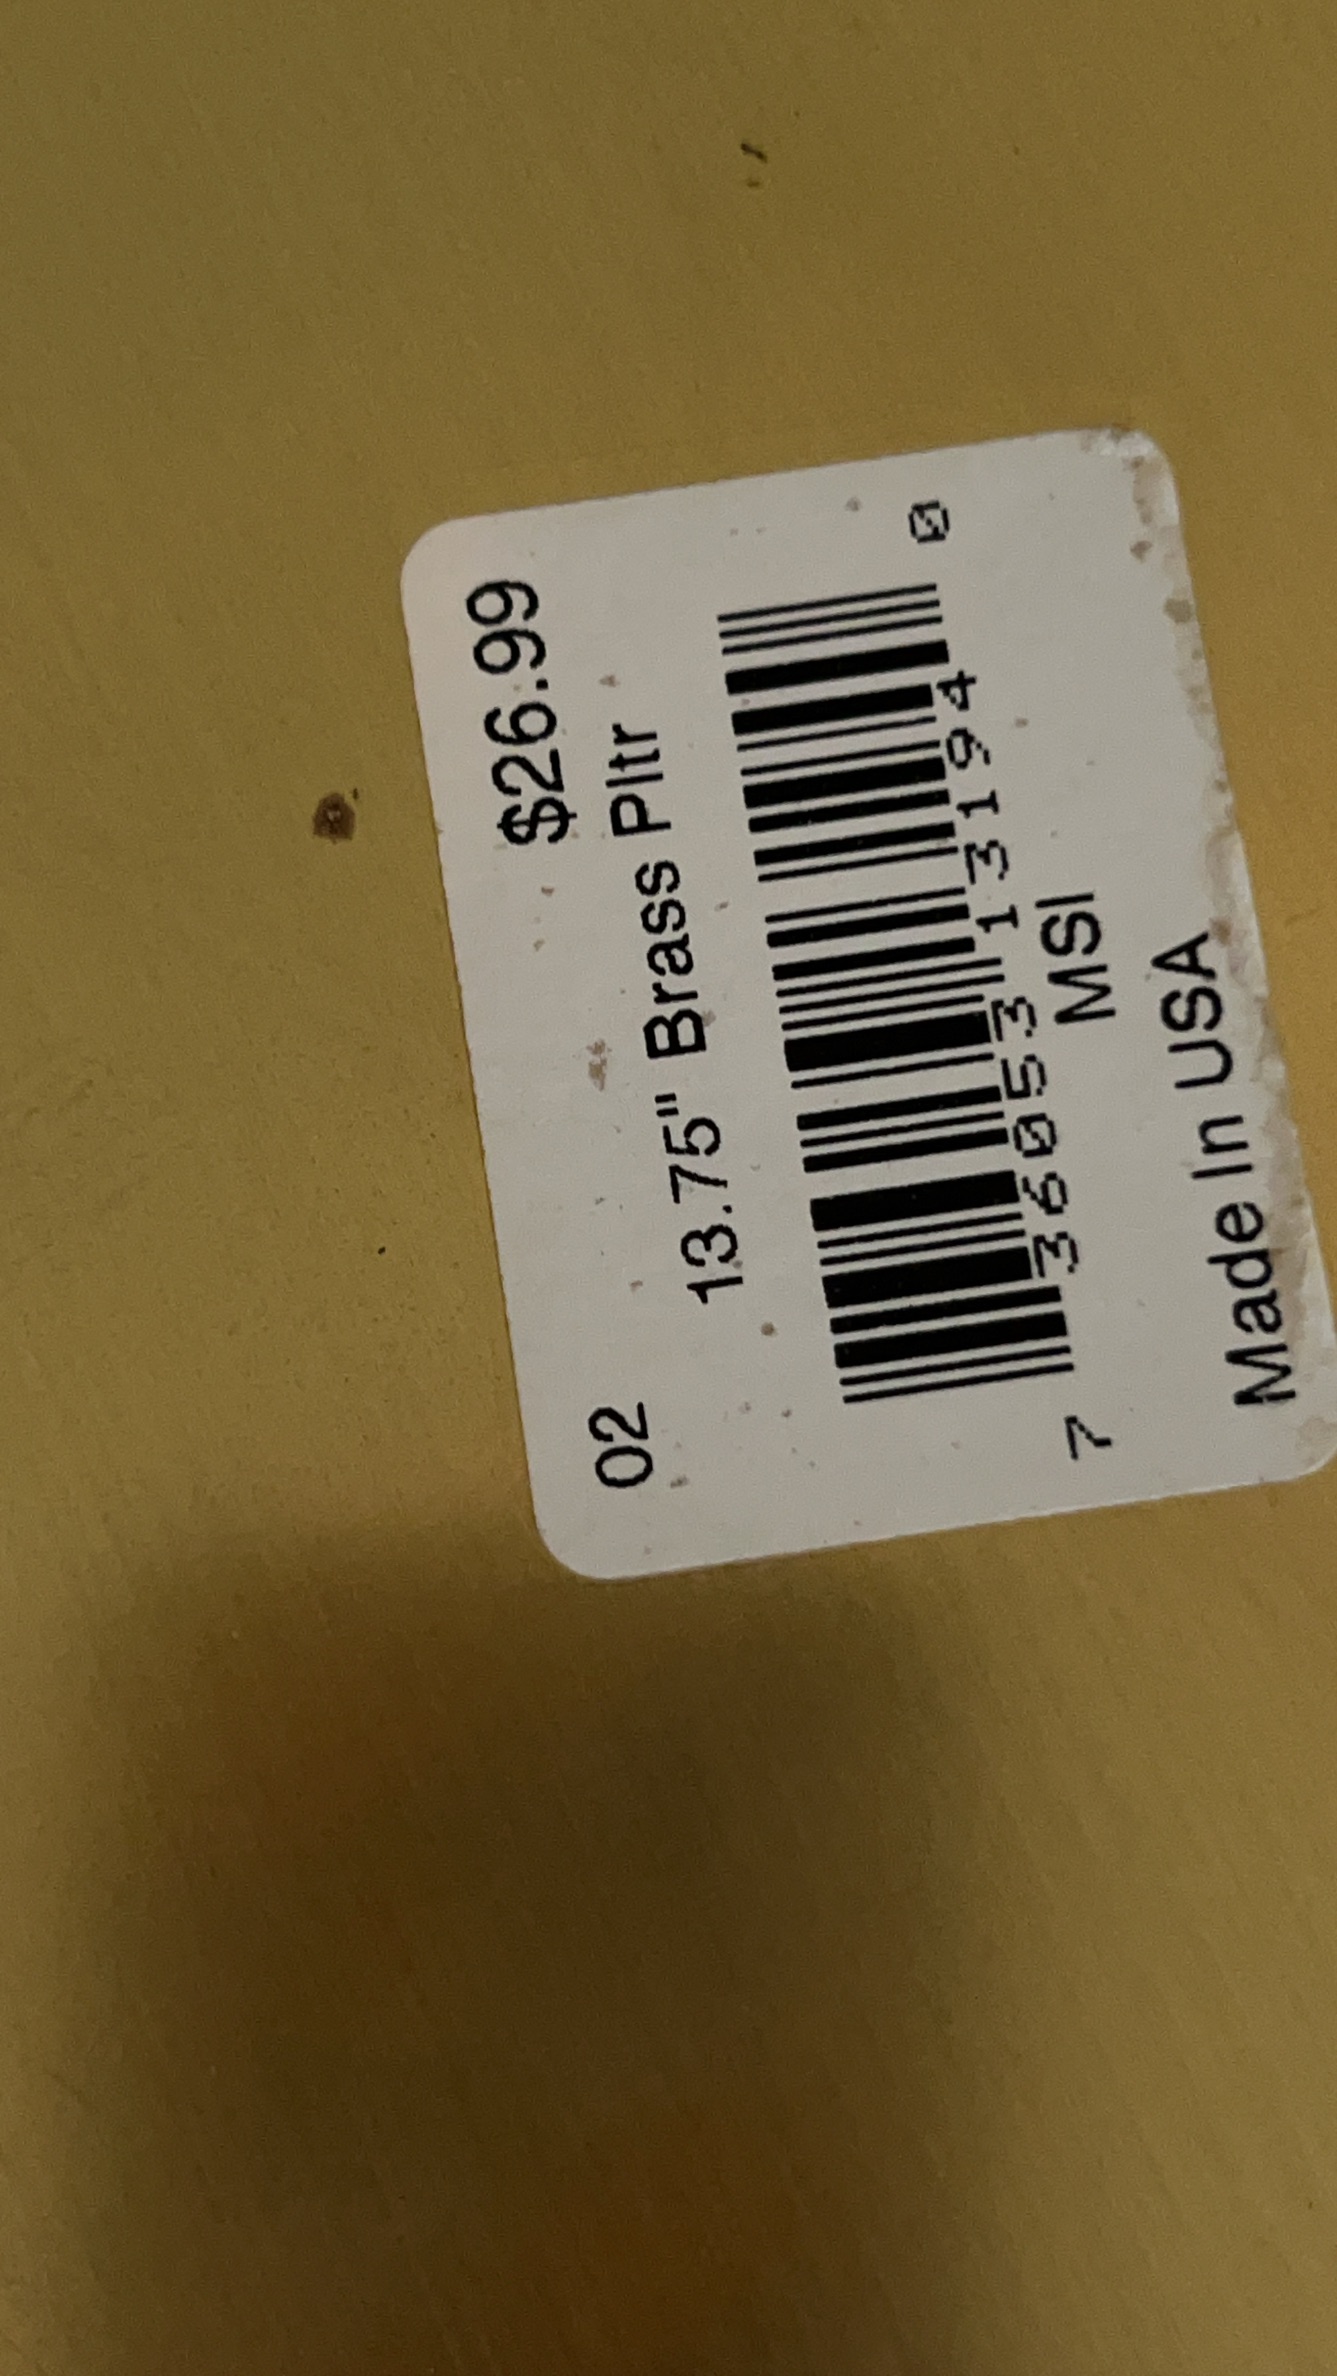 02 $26.99
13.75" Brass Pltr
7 36053 13194 0
MSI
Made In USA